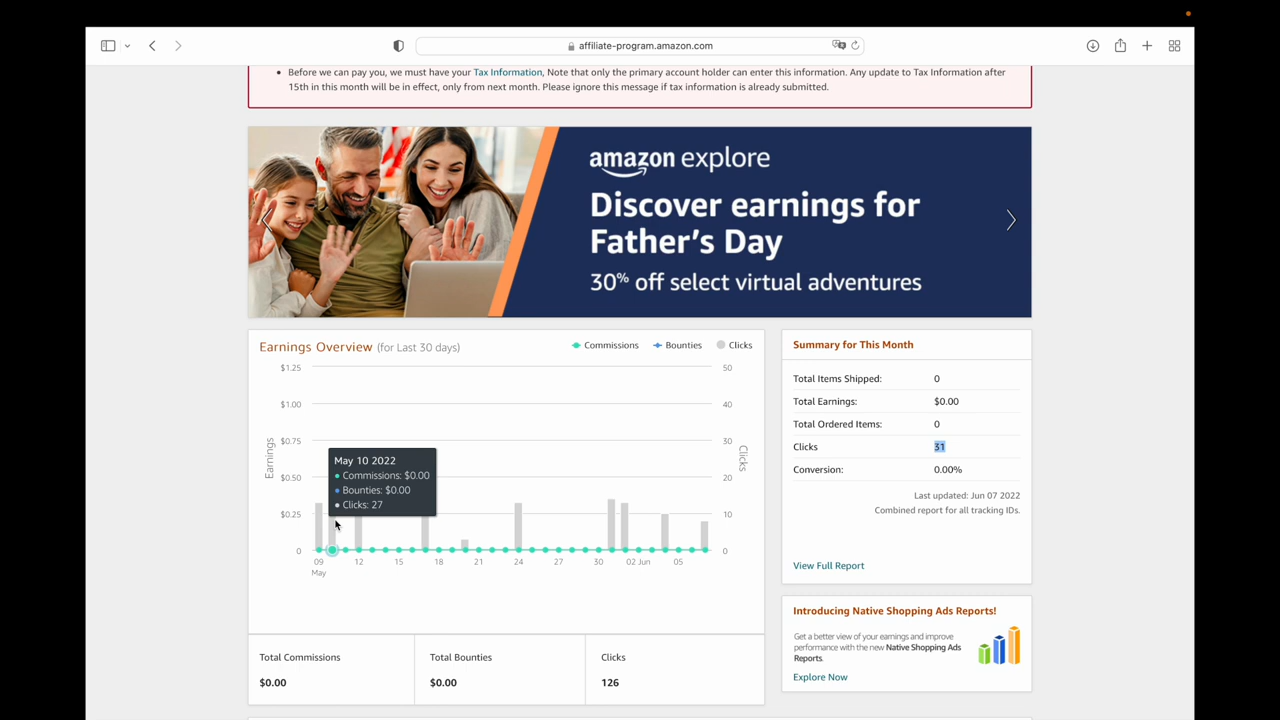 affiliate-program.amazon.com
Before we can pay you, we must have your Tax Information, Note that only the primary account holder can enter this information. Any update to Tax Information after
15th in this month will be in effect, only from next month. Please ignore this message if tax information is already submitted.
amazon explore
Discover earnings for
Father's Day
30% off select virtual adventures
Earnings Overview (for Last 30 days)
Commissions
Bounties
Clicks
$1.25
$1.00
$0.75
$0.50
$0.25
0
Earnings
50
40
30
20
10
0
Clicks
May 10 2022
Commissions: $0.00
Bounties: $0.00
Clicks: 27
09 12 15 18 21 24 27 30 02 Jun 05
May
Total Commissions
$0.00
Total Bounties
$0.00
Clicks
126
Summary for This Month
Total Items Shipped: 0
Total Earnings: $0.00
Total Ordered Items: 0
Clicks 31
Conversion: 0.00%
Last updated: Jun 07 2022
Combined report for all tracking IDs.
View Full Report
Introducing Native Shopping Ads Reports!
Get a better view of your earnings and improve
performance with the new Native Shopping Ads
Reports.
Explore Now